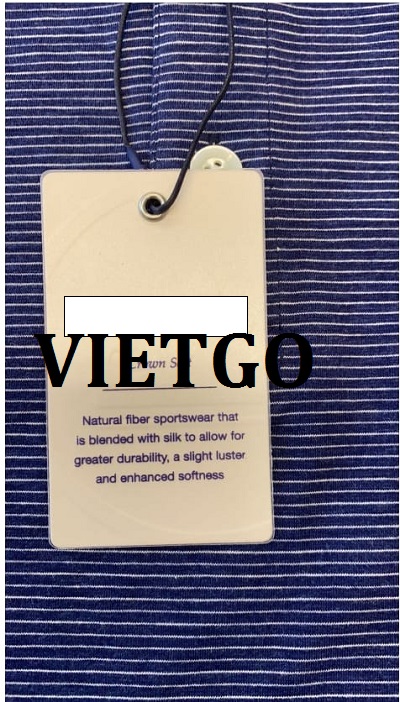 VIETGO
Natural fiber sportswear that
is blended with silk to allow for
greater durability, a slight luster
and enhanced softness